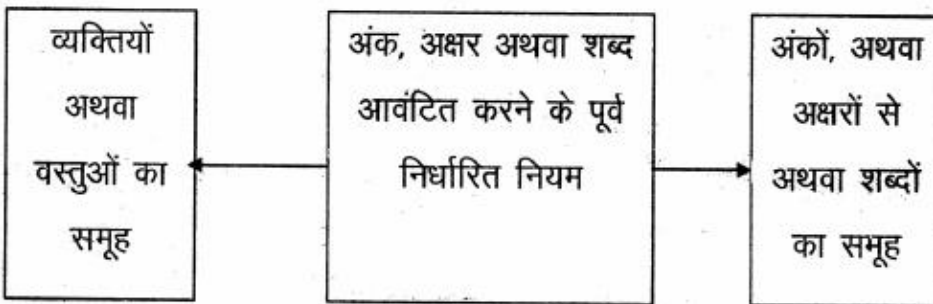 व्यक्तियों
अथवा
वस्तुओं का
समूह
अंक, अक्षर अथवा शब्द
आवंटित करने के पूर्व
निर्धारित नियम
अंकों, अथवा
अक्षरों से
अथवा शब्दों
का समूह